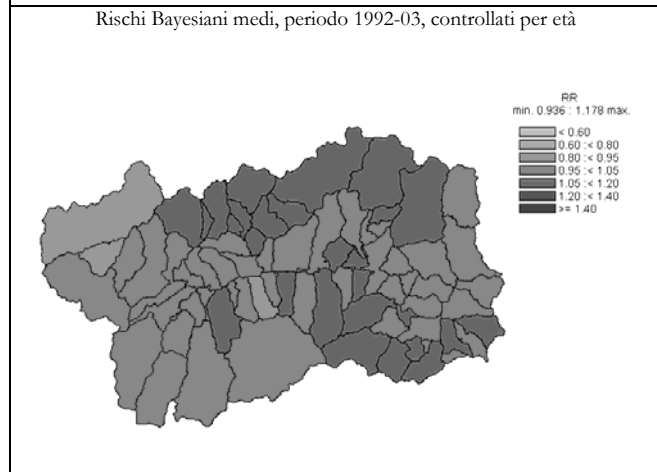 Rischi Bayesiani medi, periodo 1992-03, controllati per età
RR
min. 0.936 : 1.178 max.
< 0.60
0.60 :< 0.80
0.80 :< 0.95
0.95 :< 1.05
1.05 :< 1.20
1.20 :< 1.40
>= 1.40